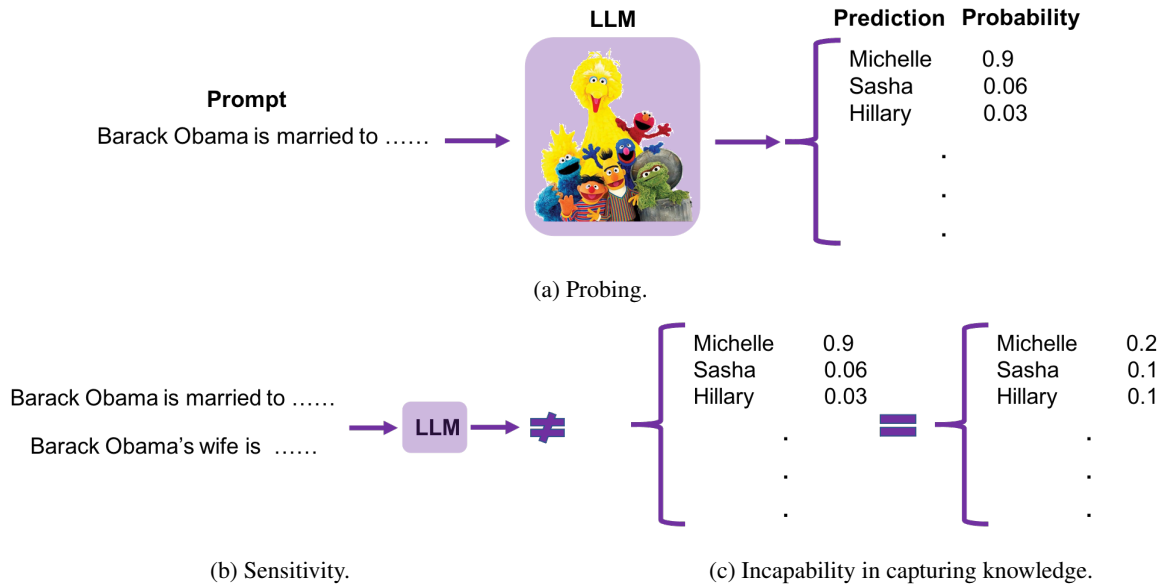 LLM
Prediction Probability
Michelle 0.9
Sasha 0.06
Hillary 0.03
.
.
.
Prompt
Barack Obama is married to ......
(a) Probing.
Barack Obama is married to ......
Barack Obama's wife is ......
LLM
≠
(b) Sensitivity.
Michelle 0.9
Sasha 0.06
Hillary 0.03
.
.
.
=
Michelle 0.2
Sasha 0.1
Hillary 0.1
.
.
.
(c) Incapability in capturing knowledge.